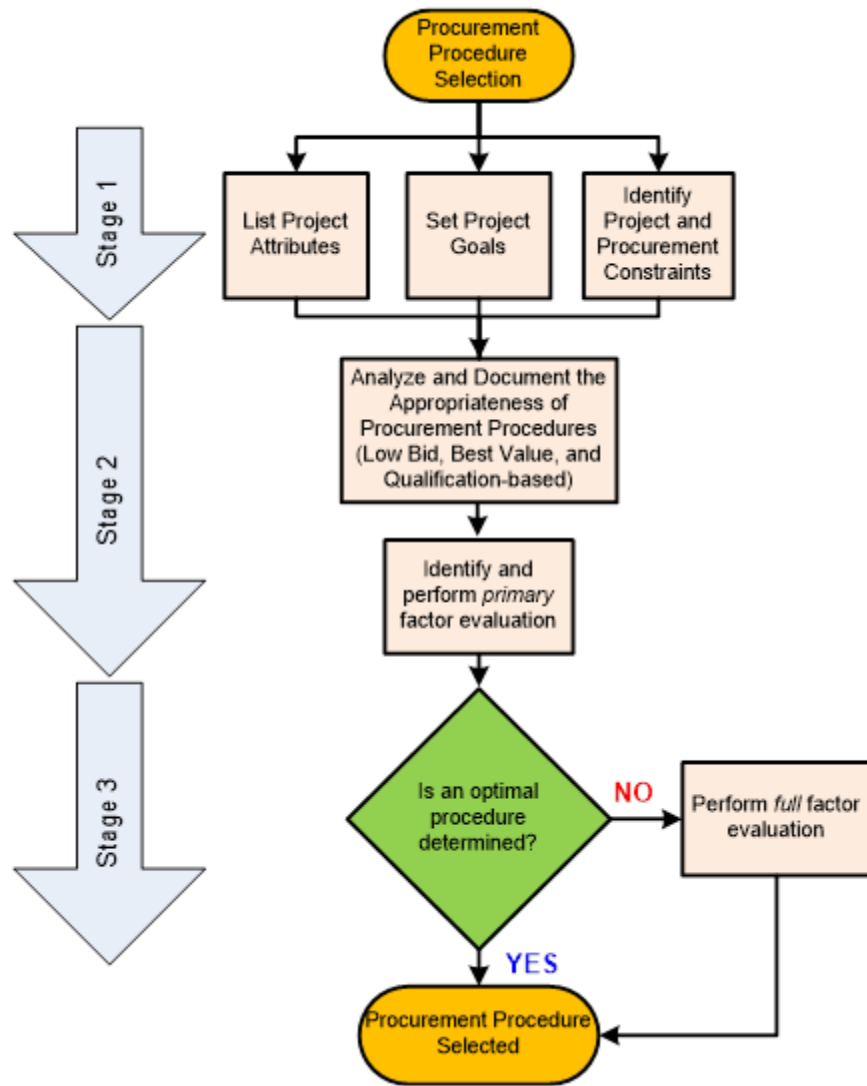 Procurement
Procedure
Selection
Stage 1
List Project
Attributes
Set Project
Goals
Identify
Project and
Procurement
Constraints
Stage 2
Analyze and Document the
Appropriateness of
Procurement Procedures
(Low Bid, Best Value, and
Qualification-based)
Identify and
perform primary
factor evaluation
Stage 3
Is an optimal
procedure
determined?
NO
Perform full factor
evaluation
YES
Procurement Procedure
Selected